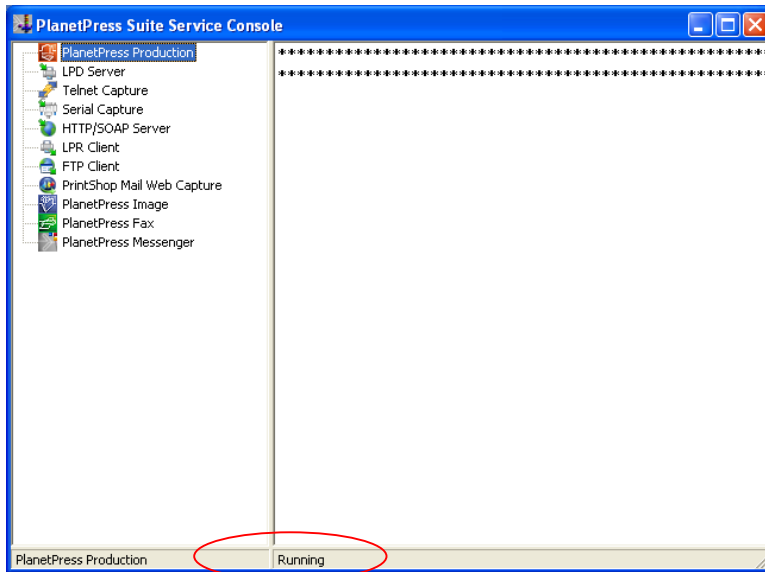 PlanetPress Suite Service Console
PlanetPress Production
LPD Server
Telnet Capture
Serial Capture
HTTP/SOAP Server
LPR Client
FTP Client
PrintShop Mail Web Capture
PlanetPress Image
PlanetPress Fax
PlanetPress Messenger
*****************************************************
*****************************************************
PlanetPress Production
Running